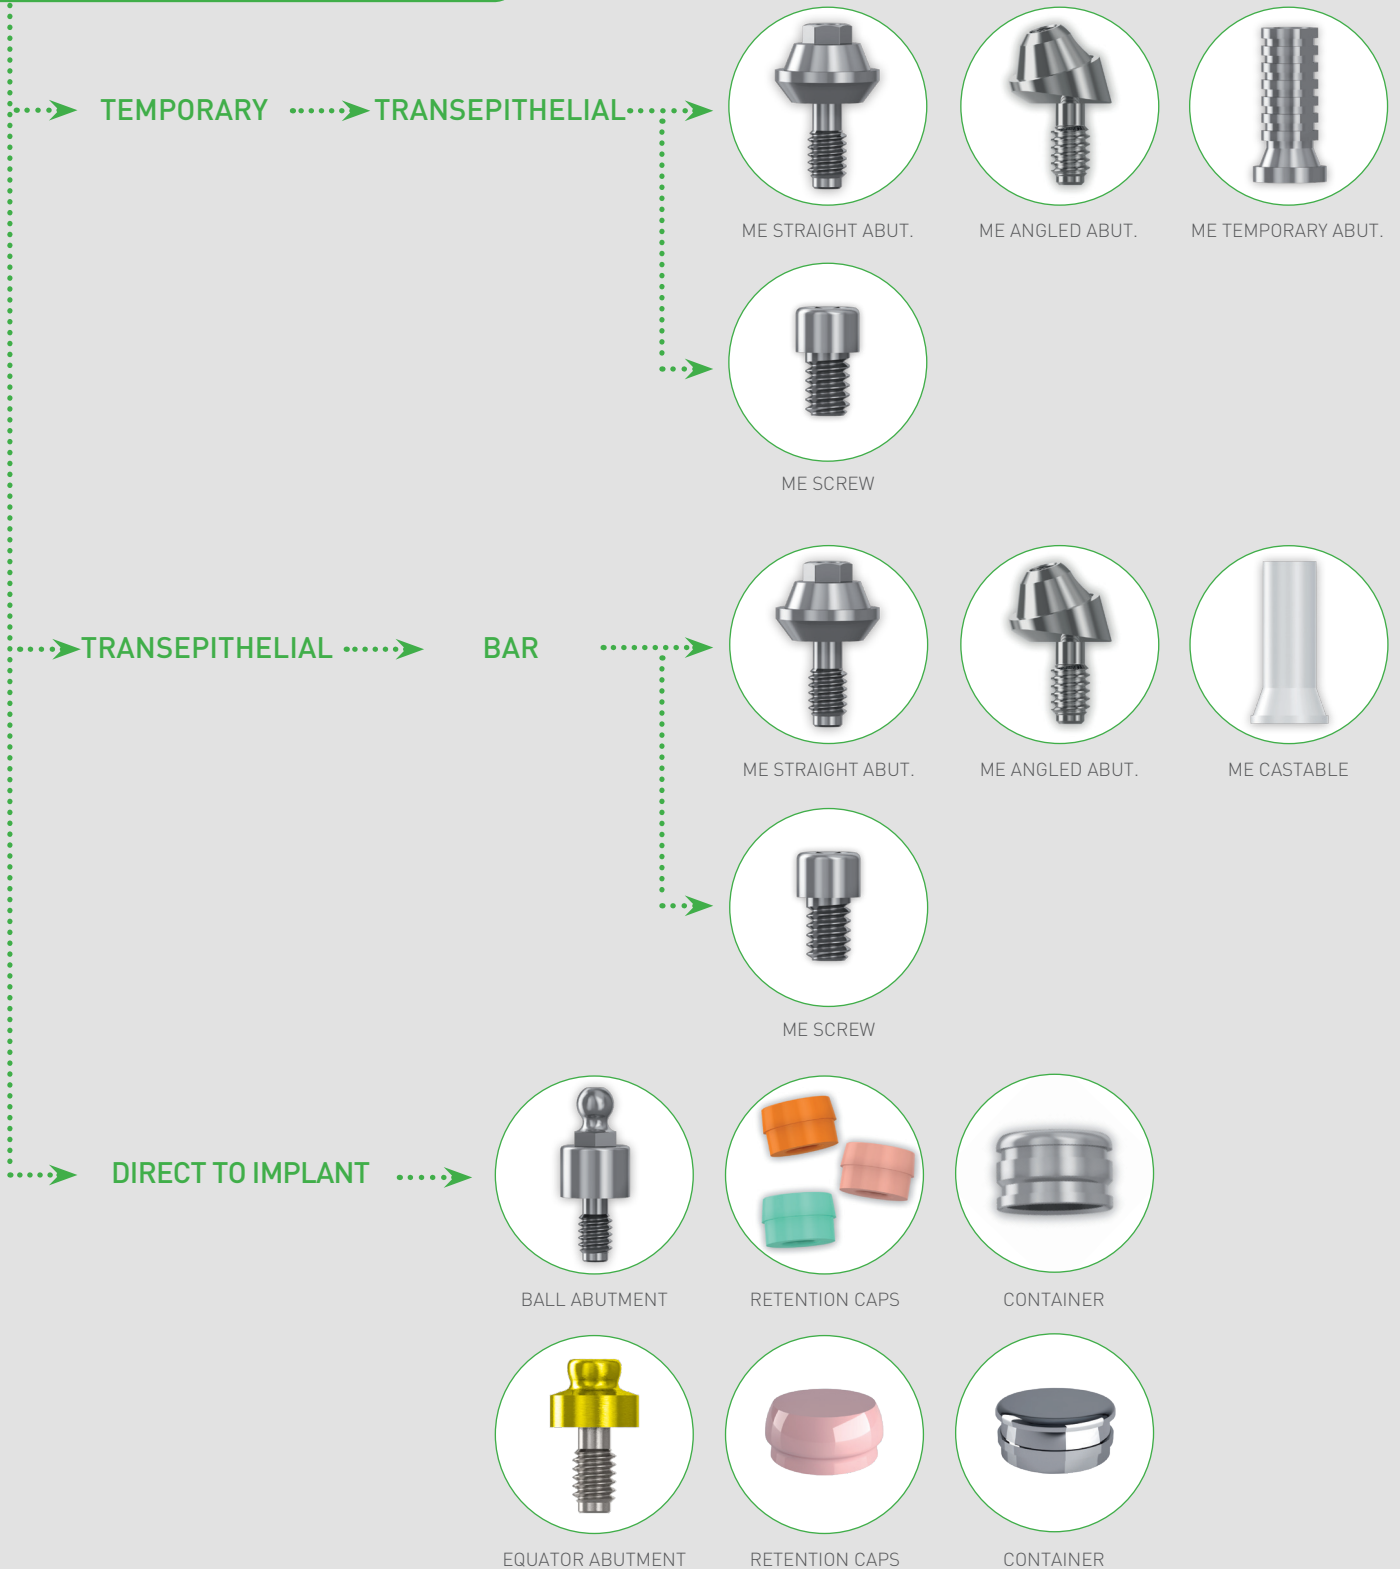 TEMPORARY
TRANSEPITHELIAL
ME STRAIGHT ABUT.
ME ANGLED ABUT.
ME TEMPORARY ABUT.
ME SCREW
TRANSEPITHELIAL
BAR
ME STRAIGHT ABUT.
ME ANGLED ABUT.
ME CASTABLE
ME SCREW
DIRECT TO IMPLANT
BALL ABUTMENT
RETENTION CAPS
CONTAINER
EQUATOR ABUTMENT
RETENTION CAPS
CONTAINER